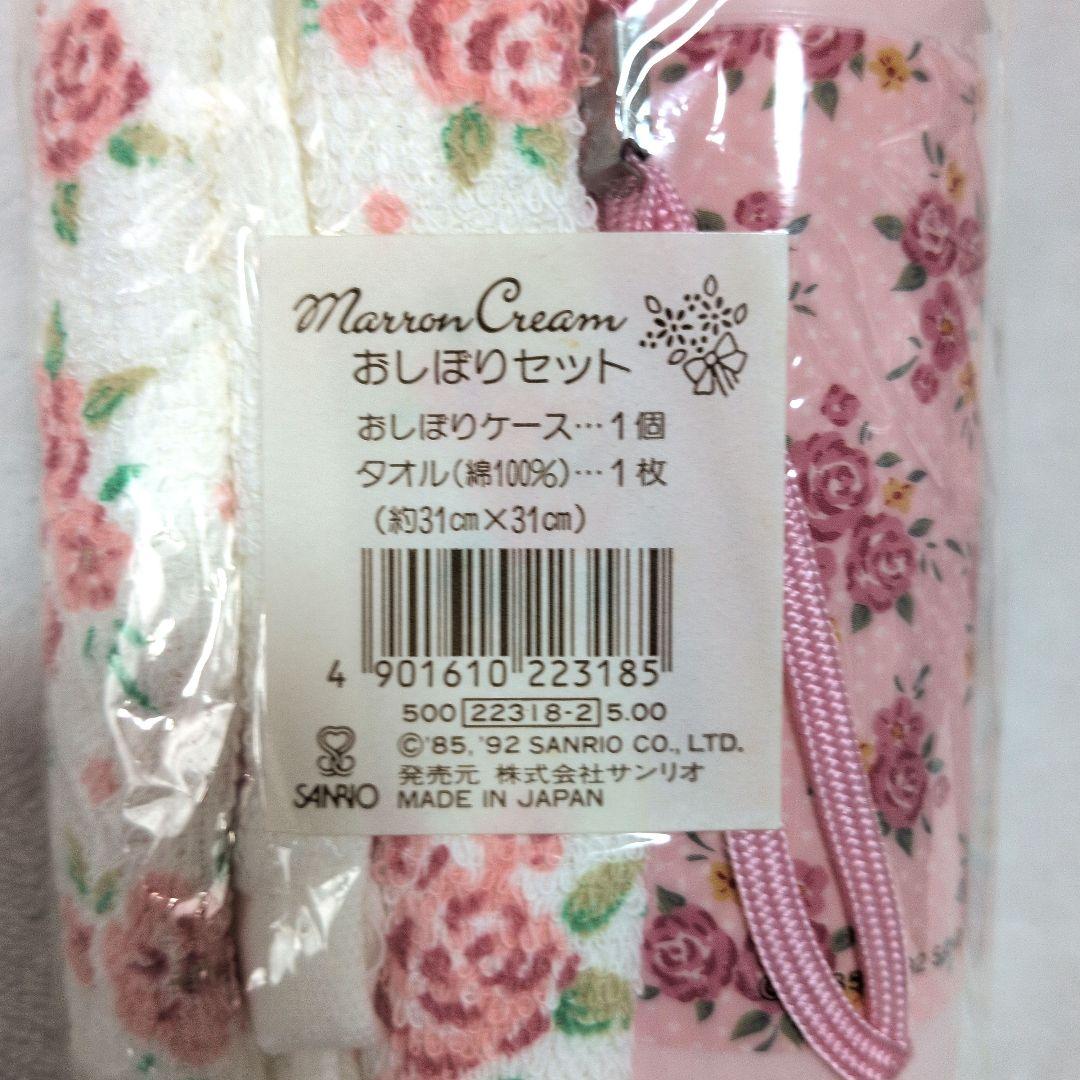 Marron Cream
おしぼりセット
おしぼりケース…1個
タオル(綿100%)…1枚
(約31cm×31cm)
4 901610 223185
500 22318-2 5.00
©'85, '92 SANRIO CO., LTD.
発売元 株式会社サンリオ
SANRIO MADE IN JAPAN